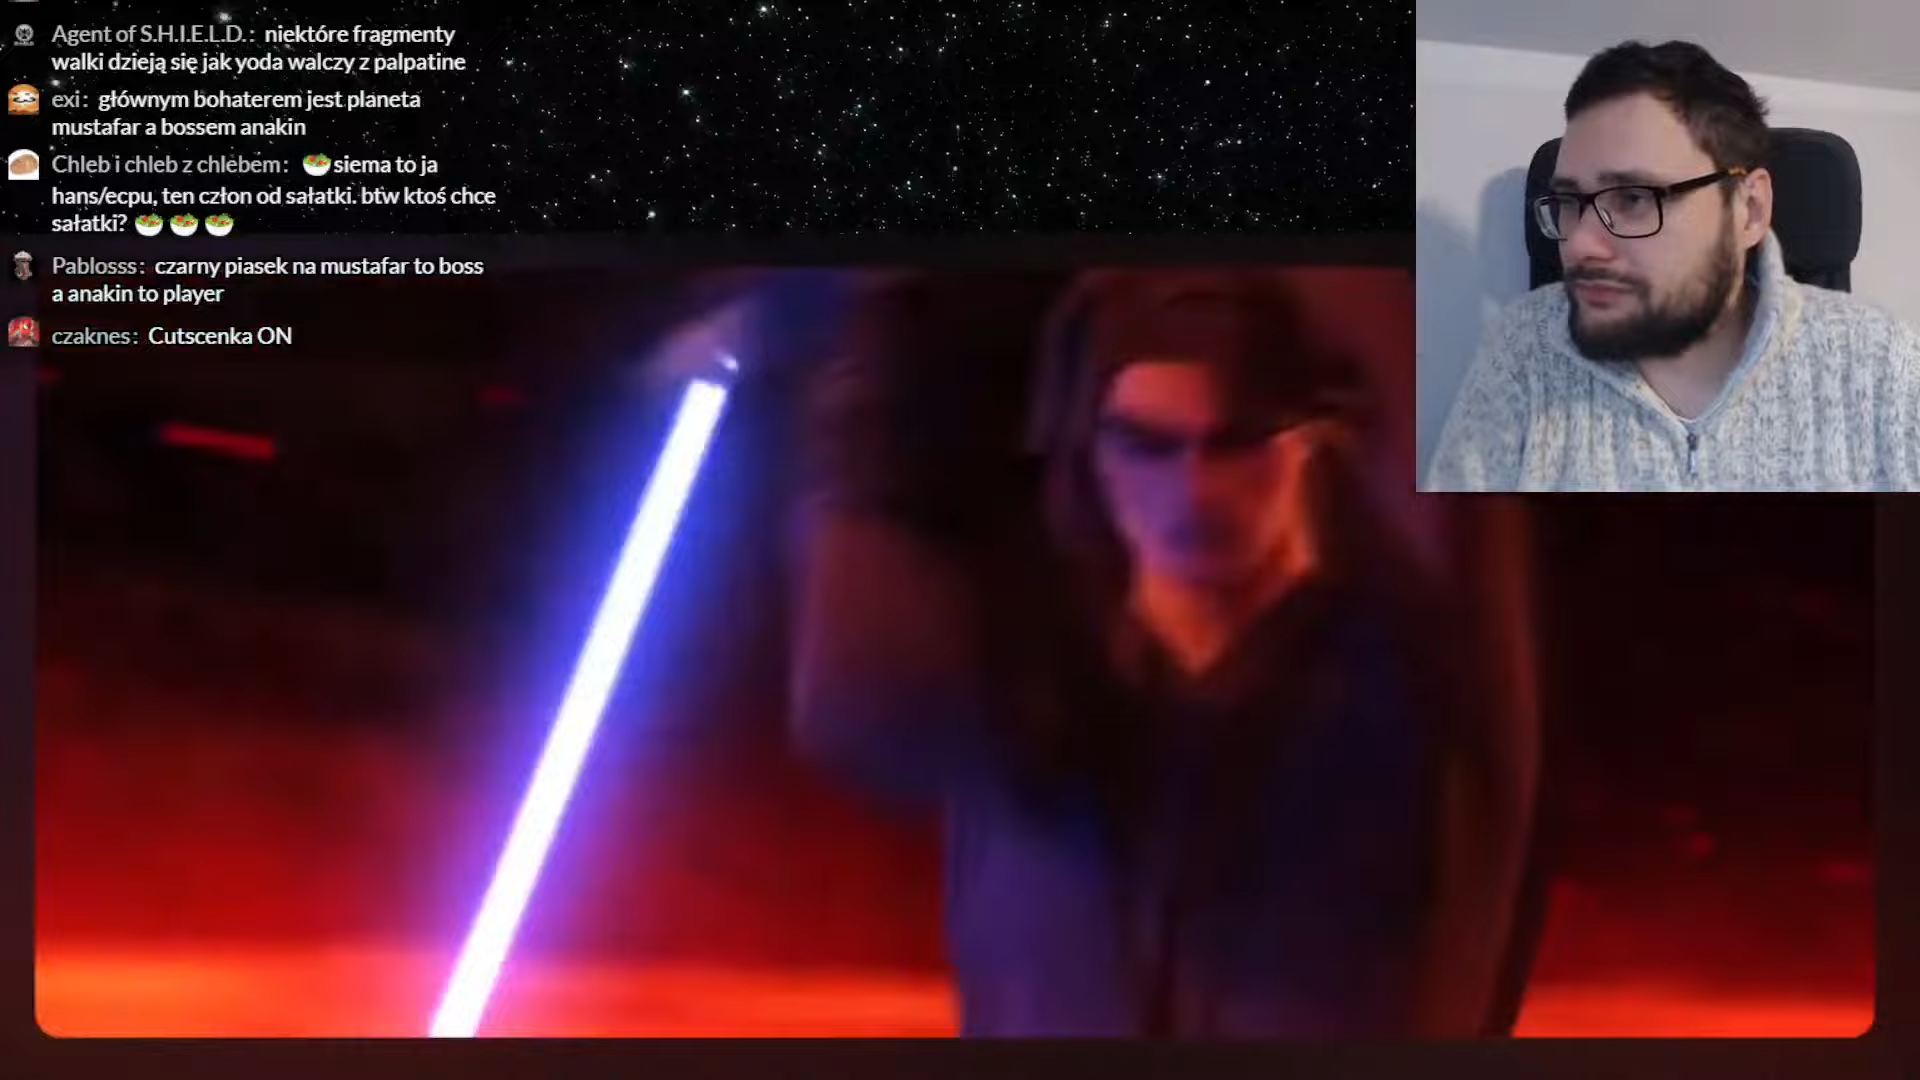 Agent of S.H.I.E.L.D.: niektóre fragmenty
walki dzieją się jak yoda walczy z palpatine
exi: głównym bohaterem jest planeta
mustafar a bossem anakin
Chleb i chleb z chlebem: 🥗siema to ja
hans/ecpu, ten człon od sałatki. btw ktoś chce
sałatki? 🥗🥗🥗
Pablosss: czarny piasek na mustafar to boss
a anakin to player
czaknes: Cutscenka ON